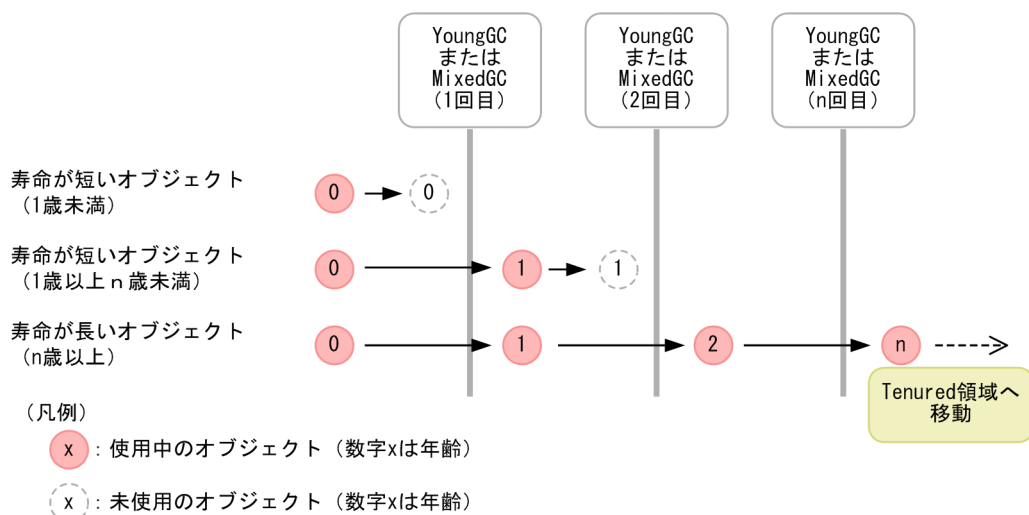 YoungGC
または
MixedGC
(1回目)
YoungGC
または
MixedGC
(2回目)
YoungGC
または
MixedGC
(n回目)
寿命が短いオブジェクト
(1歳未満)
0
0
寿命が短いオブジェクト
(1歳以上n歳未満)
0
1
1
寿命が長いオブジェクト
(n歳以上)
0
1
2
n
Tenured領域へ
移動
(凡例)
x : 使用中のオブジェクト(数字xは年齢)
x : 未使用のオブジェクト(数字xは年齢)